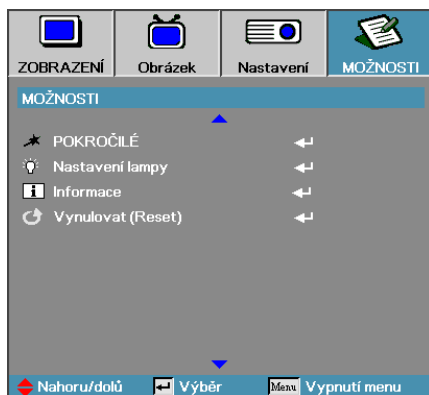 ZOBRAZENÍ Obrázek Nastavení MOŽNOSTI
MOŽNOSTI
POKROČILÉ
Nastavení lampy
Informace
Vynulovat (Reset)
Nahoru/dolů Výběr Menu Vypnutí menu